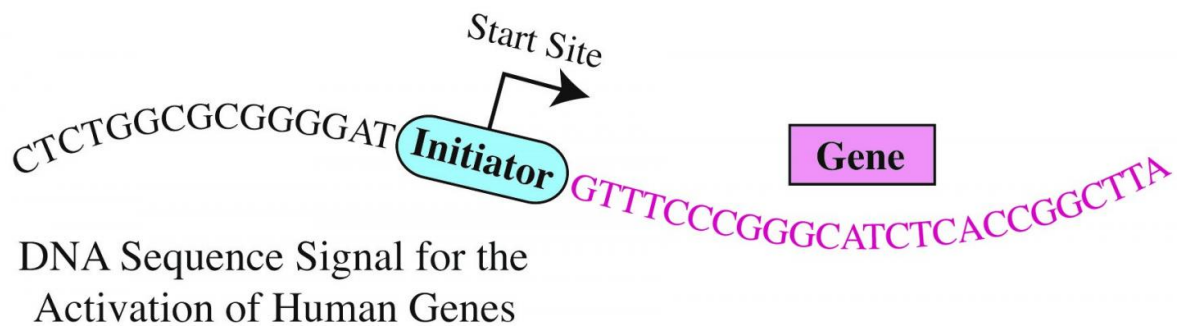 Start Site
CTCTGGCGCGGGGAT
Initiator
GTTTCCCGGGCATCTCACCGGCTTA
Gene
DNA Sequence Signal for the
Activation of Human Genes